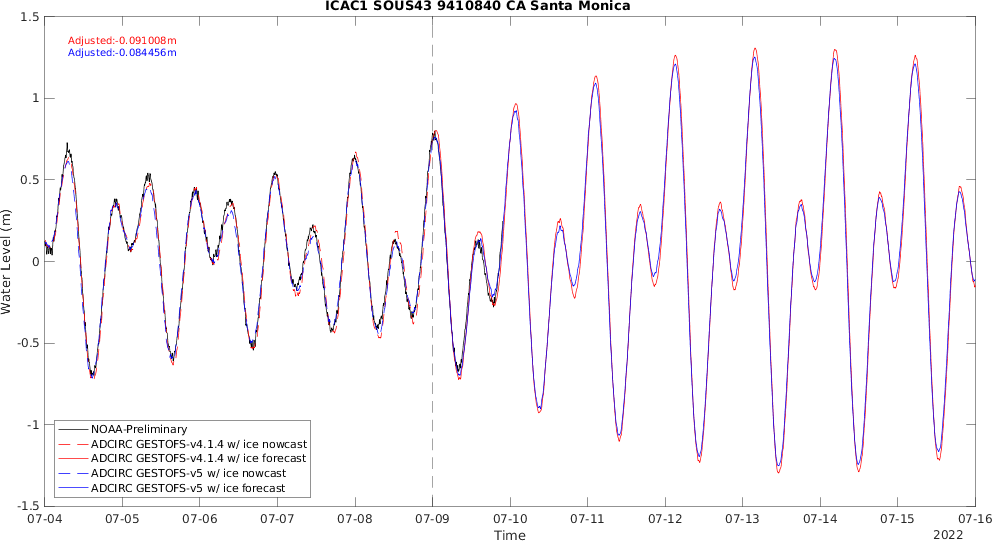 ICAC1 SOUS43 9410840 CA Santa Monica
Adjusted:-0.091008m
Adjusted:-0.084456m
1.5
1
0.5
0
-0.5
-1
-1.5
Water Level (m)
NOAA-Preliminary
ADCIRC GESTOFS-v4.1.4 w/ ice nowcast
ADCIRC GESTOFS-v4.1.4 w/ ice forecast
ADCIRC GESTOFS-v5 w/ ice nowcast
ADCIRC GESTOFS-v5 w/ ice forecast
07-04 07-05 07-06 07-07 07-08 07-09 07-10 07-11 07-12 07-13 07-14 07-15 07-16
Time
2022